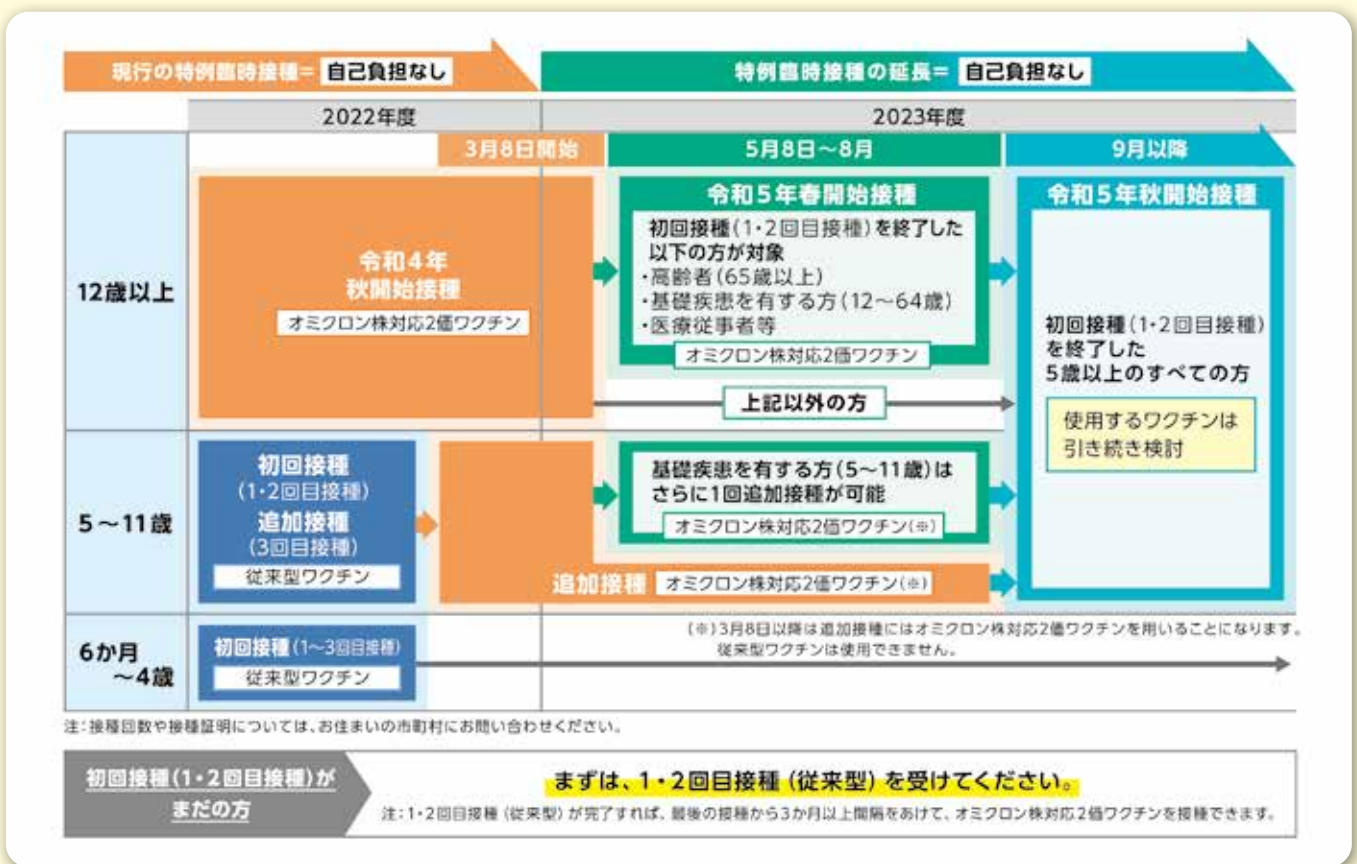 現行の特例臨時接種= 自己負担なし
特例臨時接種の延長= 自己負担なし
2022年度
2023年度
3月8日開始
5月8日～8月
9月以降
12歳以上
令和4年
秋開始接種
オミクロン株対応2価ワクチン
令和5年春開始接種
初回接種(1・2回目接種)を終了した
以下の方が対象
・高齢者(65歳以上)
・基礎疾患を有する方(12～64歳)
・医療従事者等
オミクロン株対応2価ワクチン
上記以外の方
令和5年秋開始接種
初回接種(1・2回目接種)
を終了した
5歳以上のすべての方
使用するワクチンは
引き続き検討
5～11歳
初回接種
(1・2回目接種)
追加接種
(3回目接種)
従来型ワクチン
基礎疾患を有する方(5～11歳)は
さらに1回追加接種が可能
オミクロン株対応2価ワクチン(※)
追加接種 オミクロン株対応2価ワクチン(※)
6か月
～4歳
初回接種(1～3回目接種)
従来型ワクチン
(※)3月8日以降は追加接種にはオミクロン株対応2価ワクチンを用いることになります。
従来型ワクチンは使用できません。
注:接種回数や接種証明については、お住まいの市町村にお問い合わせください。
初回接種(1・2回目接種)が
まだの方
まずは、1・2回目接種(従来型)を受けてください。
注:1・2回目接種(従来型)が完了すれば、最後の接種から3か月以上間隔をあけて、オミクロン株対応2価ワクチンを接種できます。